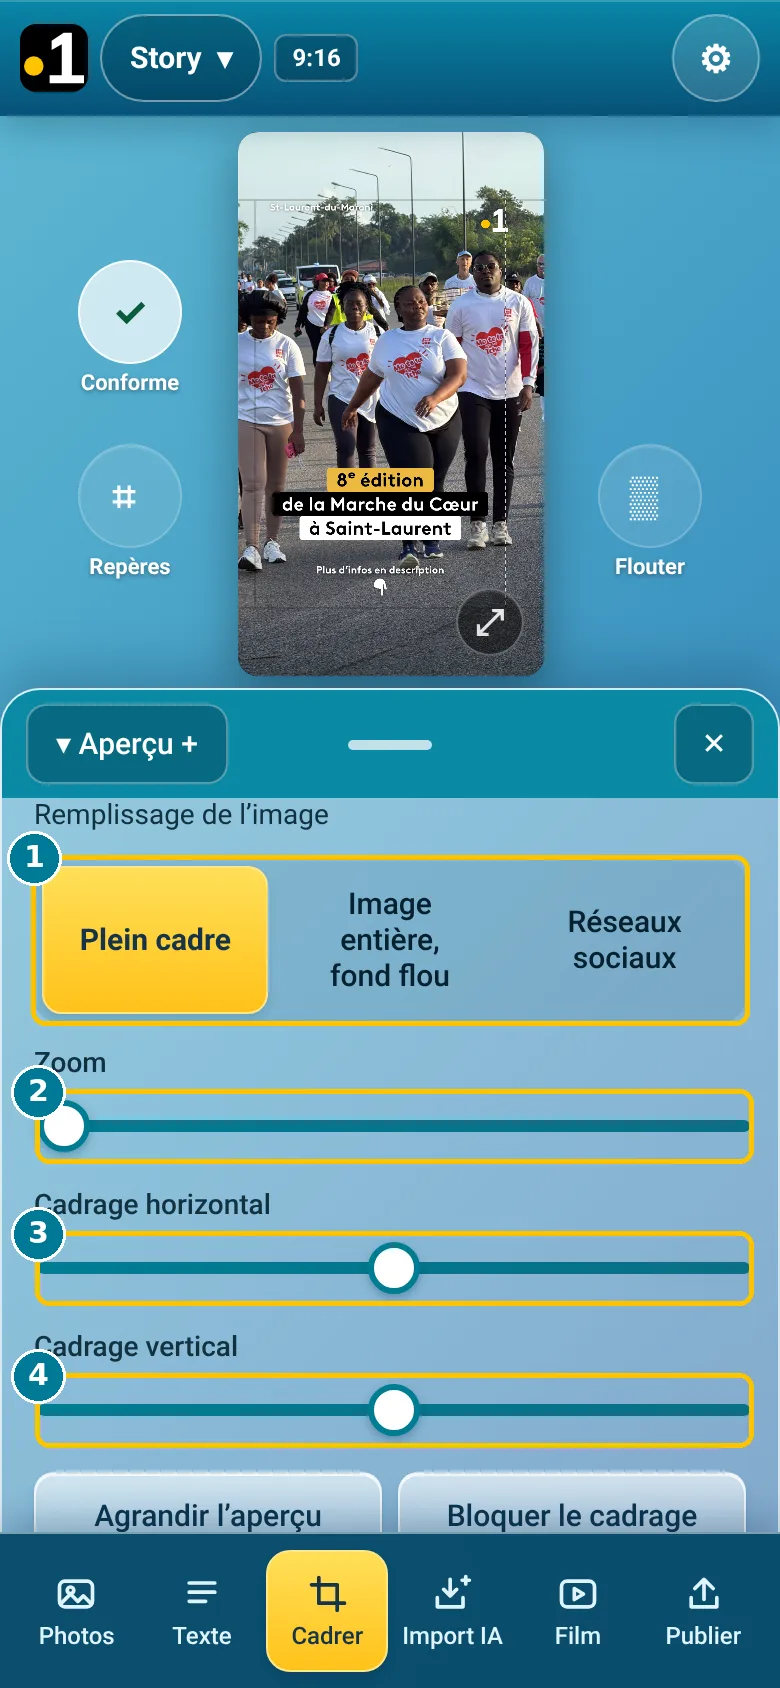 .1
Story ▼
9:16
Conforme
Repères
Flouter
St-Laurent-du-Maroni
.1
8e édition
de la Marche du Cœur
à Saint-Laurent
Plus d’infos en description
▾ Aperçu +
×
Remplissage de l’image
1
Plein cadre
Image
entière,
fond flou
Réseaux
sociaux
Zoom
2
Cadrage horizontal
3
Cadrage vertical
4
Agrandir l’aperçu
Bloquer le cadrage
Photos
Texte
Cadrer
Import IA
Film
Publier